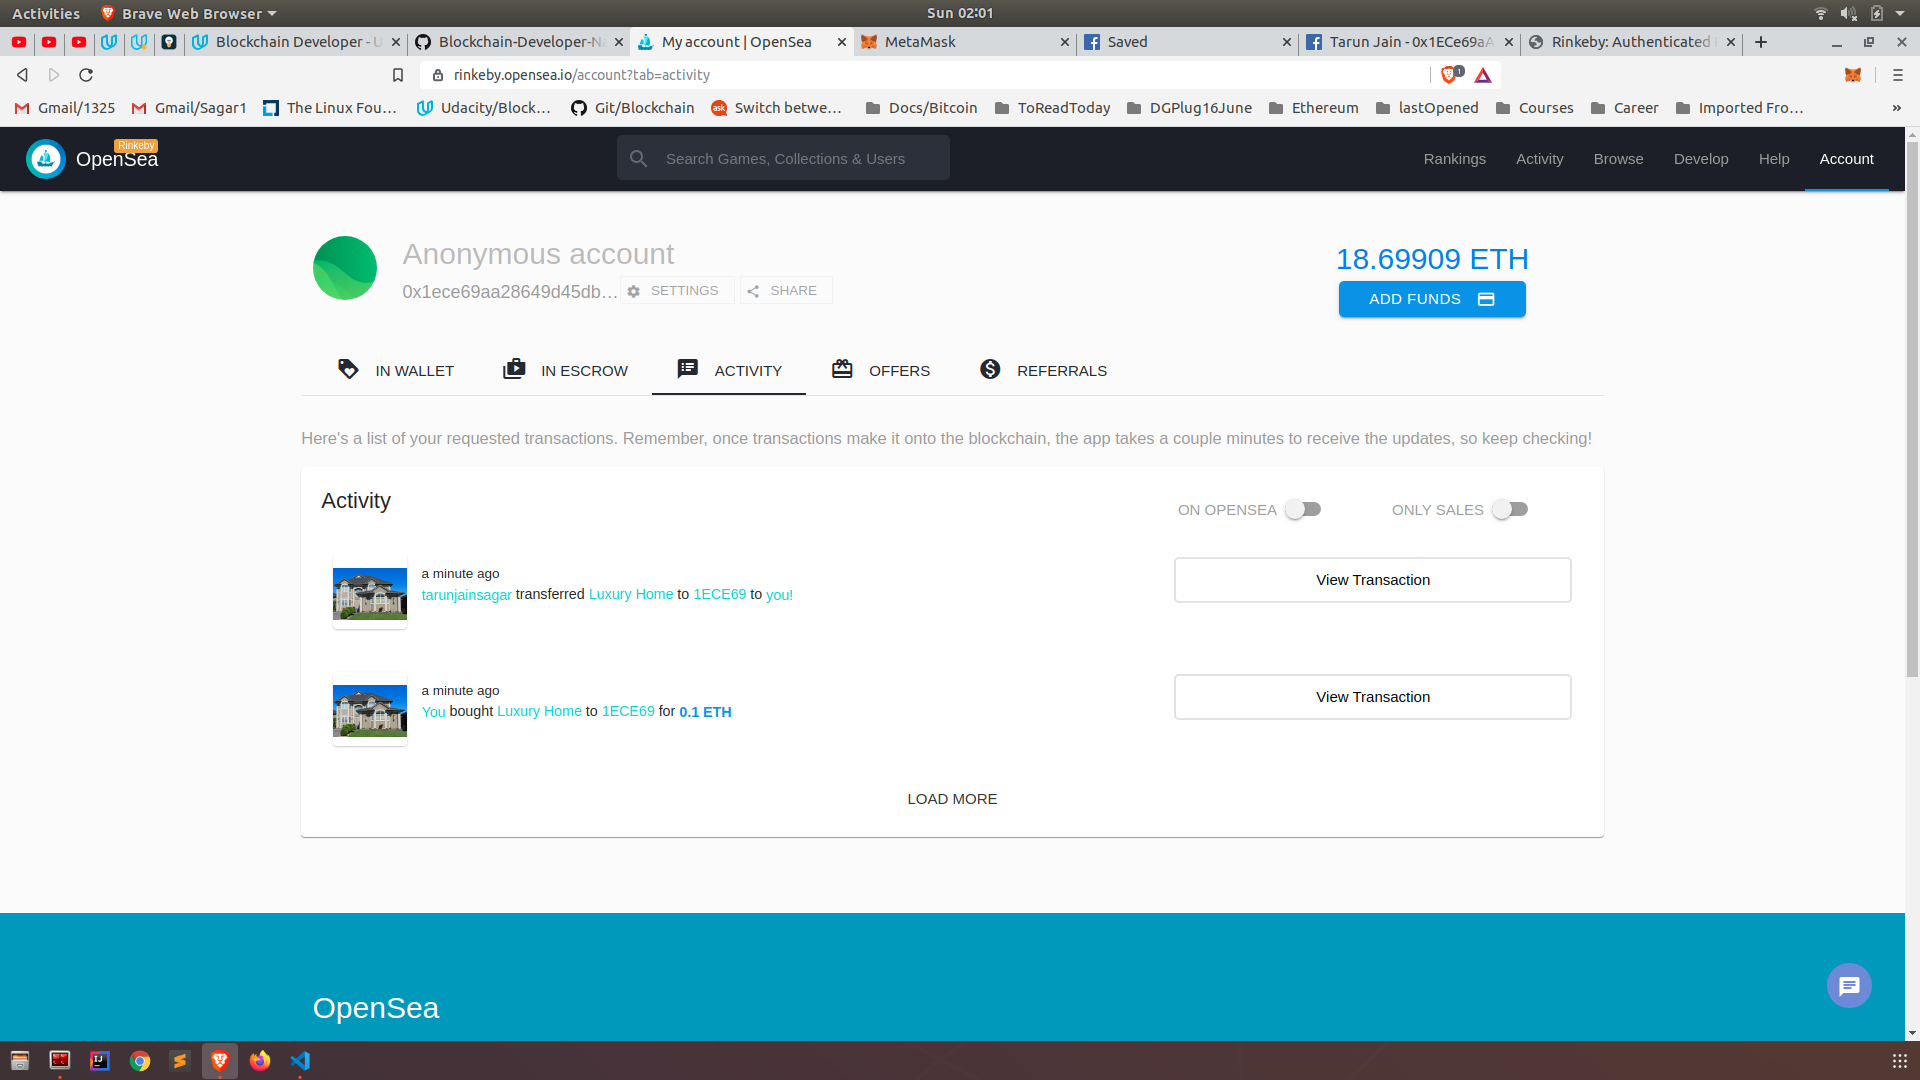 Activities Brave Web Browser Sun 02:01
Blockchain Developer - U Blockchain-Developer-Na My account | OpenSea MetaMask Saved Tarun Jain - 0x1ECe69aA Rinkeby: Authenticated
rinkeby.opensea.io/account?tab=activity 1
Gmail/1325 Gmail/Sagar1 The Linux Fou... Udacity/Block... Git/Blockchain ask Switch betwe... Docs/Bitcoin ToReadToday DGPlug16June Ethereum lastOpened Courses Career Imported Fro... »
Rinkeby
OpenSea Search Games, Collections & Users Rankings Activity Browse Develop Help Account
Anonymous account 18.69909 ETH
0x1ece69aa28649d45db... SETTINGS SHARE
ADD FUNDS
IN WALLET IN ESCROW ACTIVITY OFFERS REFERRALS
Here's a list of your requested transactions. Remember, once transactions make it onto the blockchain, the app takes a couple minutes to receive the updates, so keep checking!
Activity
ON OPENSEA ONLY SALES
a minute ago
tarunjainsagar transferred Luxury Home to 1ECE69 to you!
View Transaction
a minute ago
You bought Luxury Home to 1ECE69 for 0.1 ETH
View Transaction
LOAD MORE
OpenSea